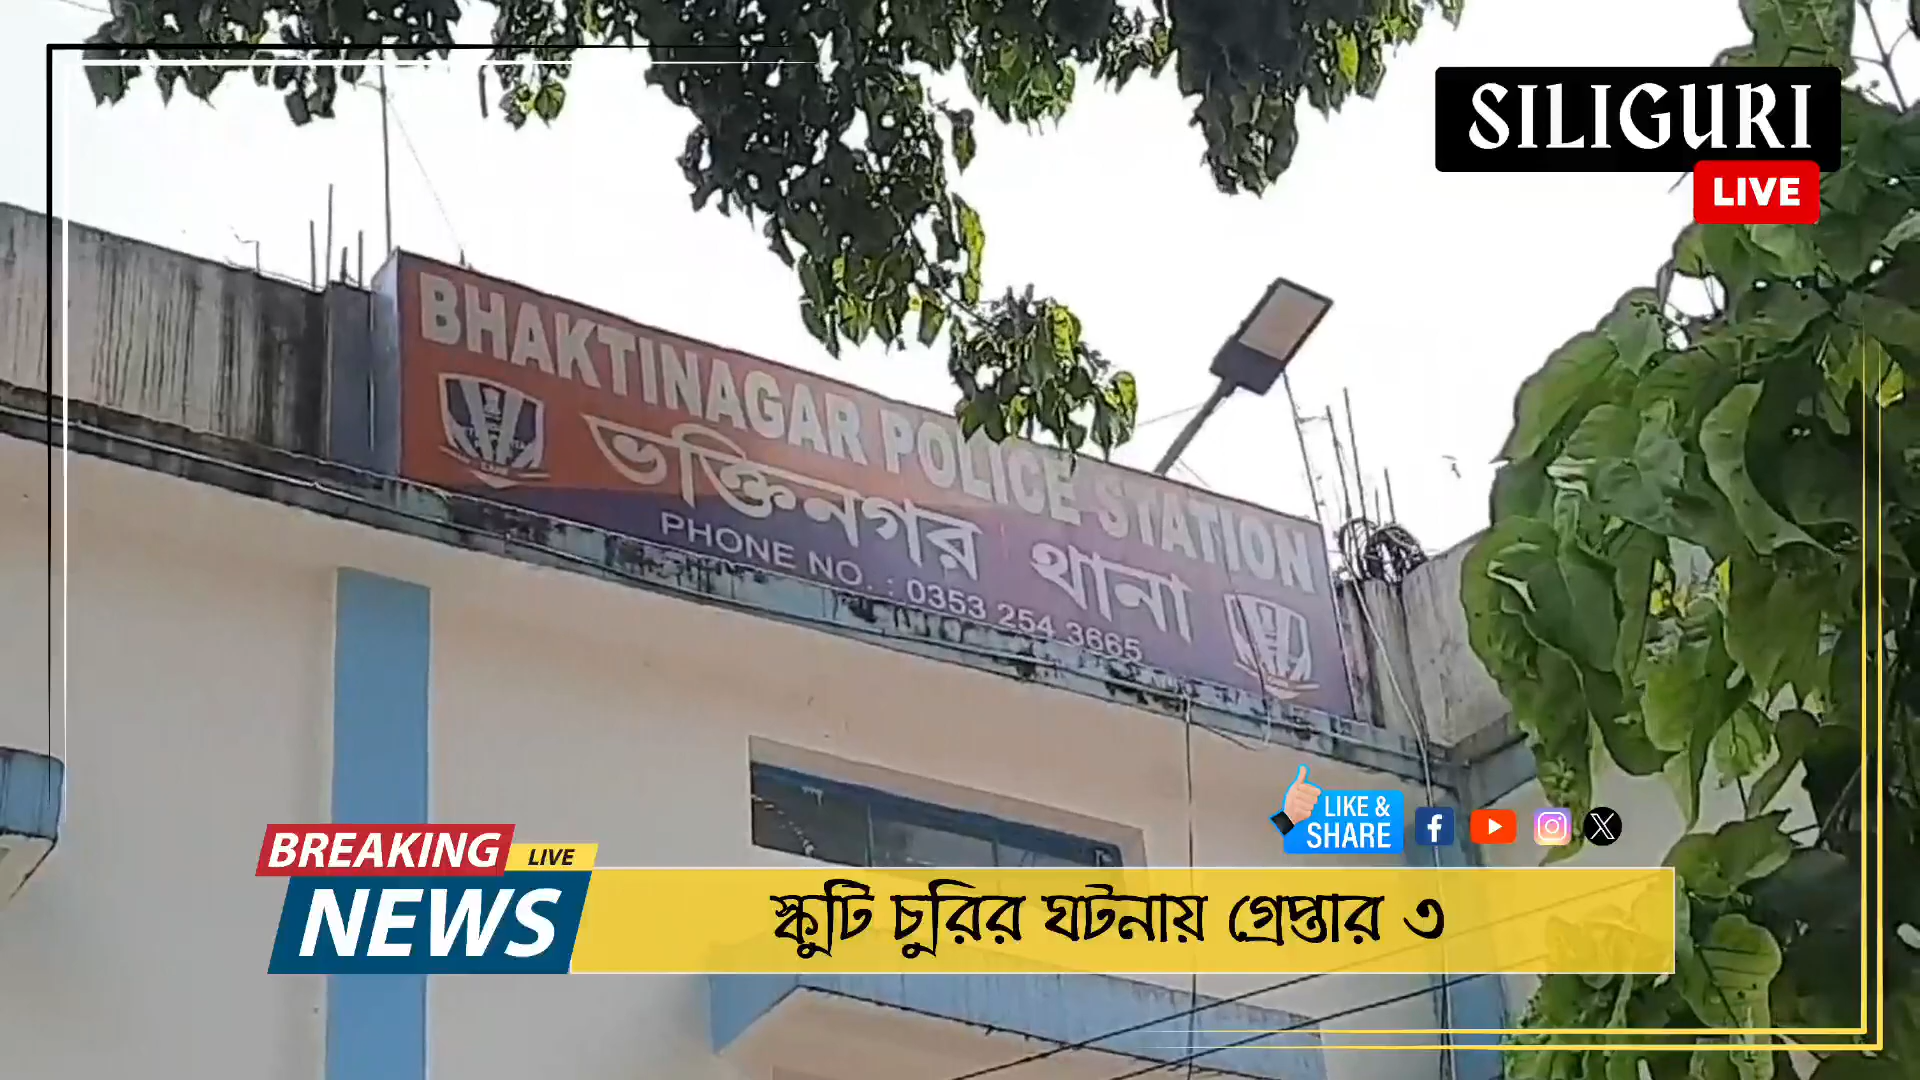 SILIGURI
LIVE
BHAKTINAGAR POLICE STATION
ভক্তিনগর থানা
PHONE NO. : 0353 254 3665
LIKE &
SHARE
BREAKING
LIVE
NEWS
স্কুটি চুরির ঘটনায় গ্রেপ্তার ৩